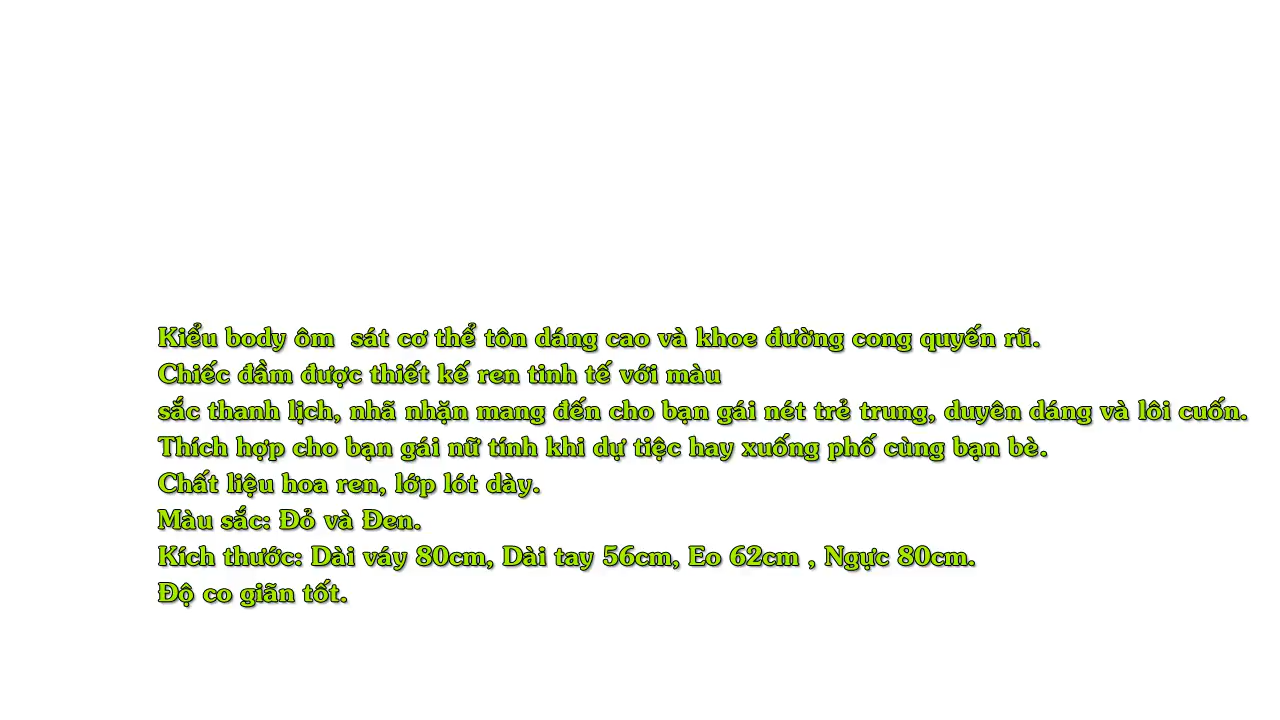 Kiểu body ôm  sát cơ thể tôn dáng cao và khoe đường cong quyến rũ.
Chiếc đầm được thiết kế ren tinh tế với màu
sắc thanh lịch, nhã nhặn mang đến cho bạn gái nét trẻ trung, duyên dáng và lôi cuốn.
Thích hợp cho bạn gái nữ tính khi dự tiệc hay xuống phố cùng bạn bè.
Chất liệu hoa ren, lớp lót dày.
Màu sắc: Đỏ và Đen.
Kích thước: Dài váy 80cm, Dài tay 56cm, Eo 62cm , Ngực 80cm.
Độ co giãn tốt.